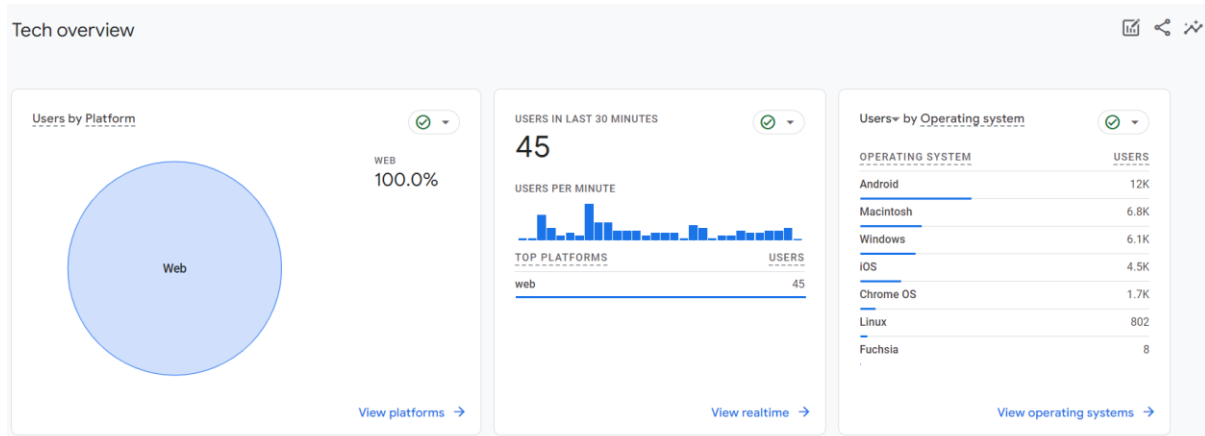 Tech overview
Users by Platform
WEB
100.0%
Web
View platforms
USERS IN LAST 30 MINUTES
45
USERS PER MINUTE
TOP PLATFORMS USERS
web 45
View realtime
Users by Operating system
OPERATING SYSTEM USERS
Android 12K
Macintosh 6.8K
Windows 6.1K
iOS 4.5K
Chrome OS 1.7K
Linux 802
Fuchsia 8
View operating systems